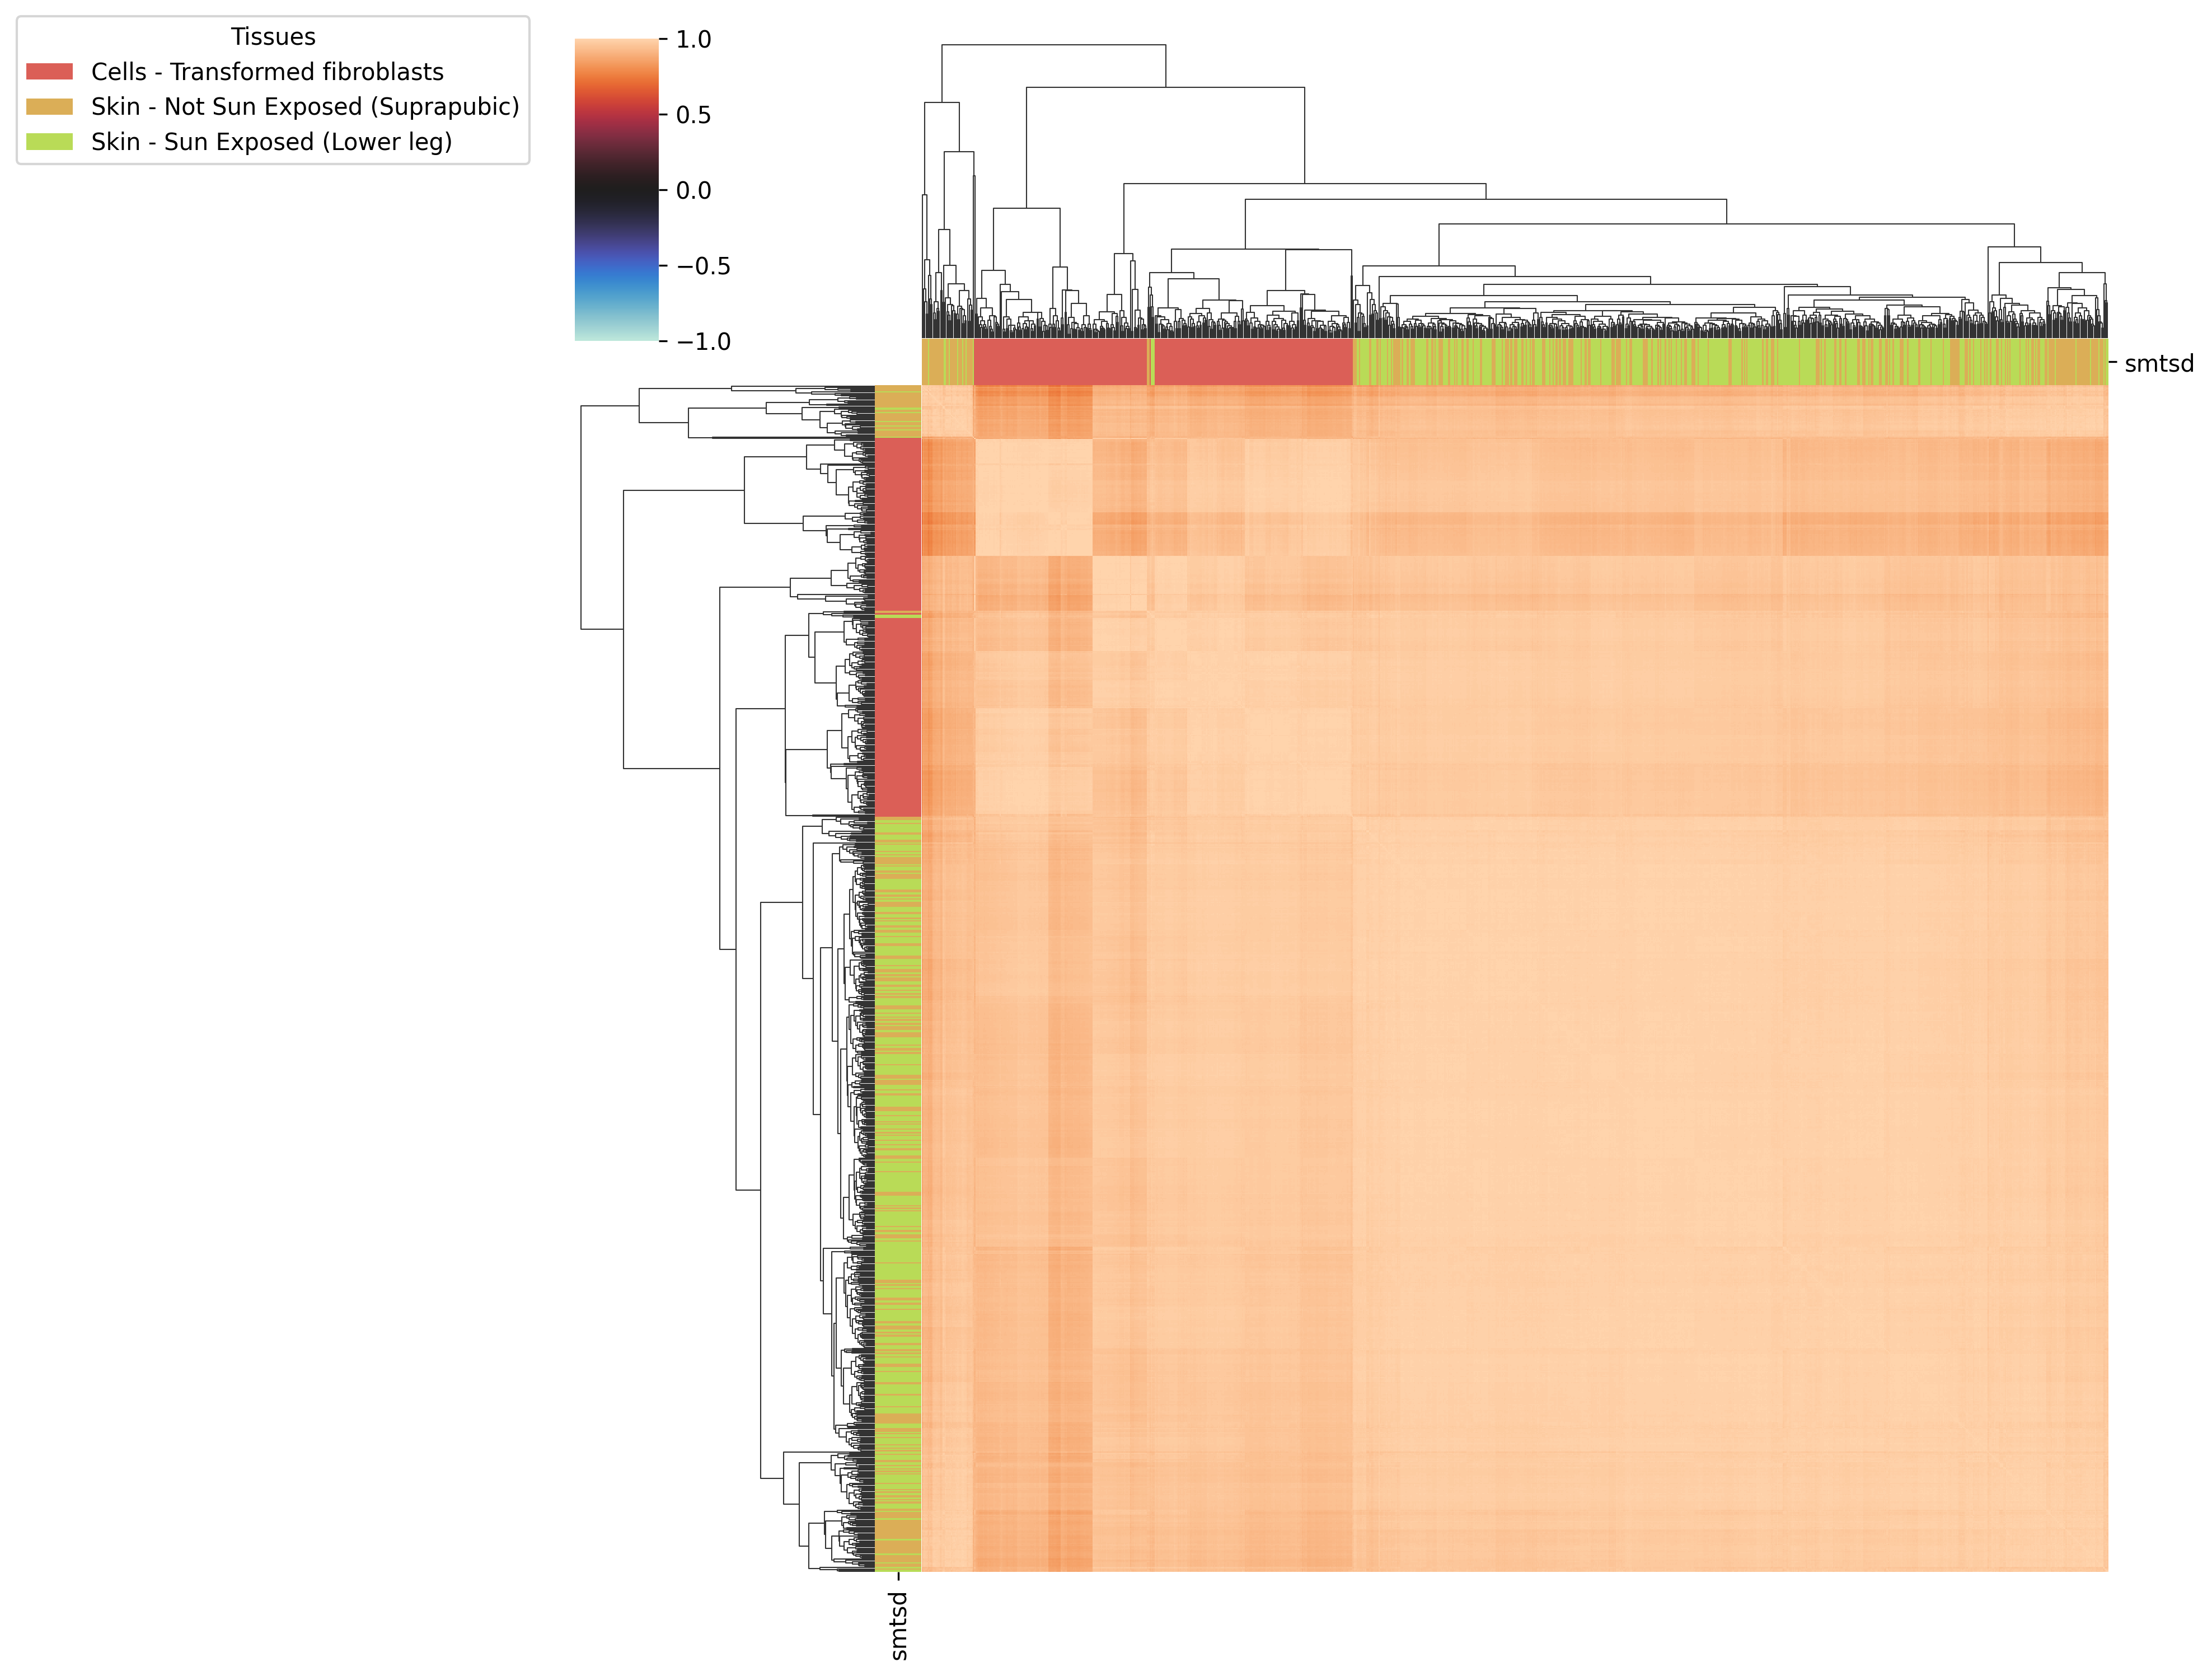 Tissues
Cells - Transformed fibroblasts
Skin - Not Sun Exposed (Suprapubic)
Skin - Sun Exposed (Lower leg)
1.0
0.5
0.0
−0.5
−1.0
smtsd
smtsd